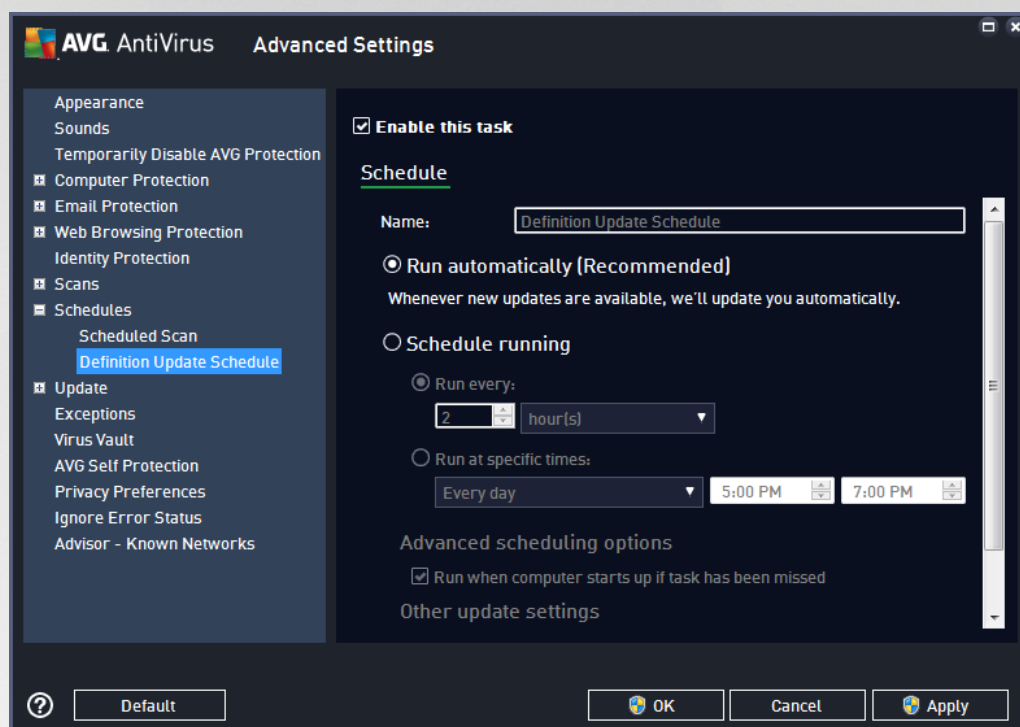 AVG. AntiVirus Advanced Settings
Appearance
Sounds
Temporarily Disable AVG Protection
Computer Protection
Email Protection
Web Browsing Protection
Identity Protection
Scans
Schedules
Scheduled Scan
Definition Update Schedule
Update
Exceptions
Virus Vault
AVG Self Protection
Privacy Preferences
Ignore Error Status
Advisor - Known Networks
Enable this task
Schedule
Name: Definition Update Schedule
Run automatically (Recommended)
Whenever new updates are available, we'll update you automatically.
Schedule running
Run every:
2 hour(s)
Run at specific times:
Every day 5:00 PM 7:00 PM
Advanced scheduling options
Run when computer starts up if task has been missed
Other update settings
? Default OK Cancel Apply